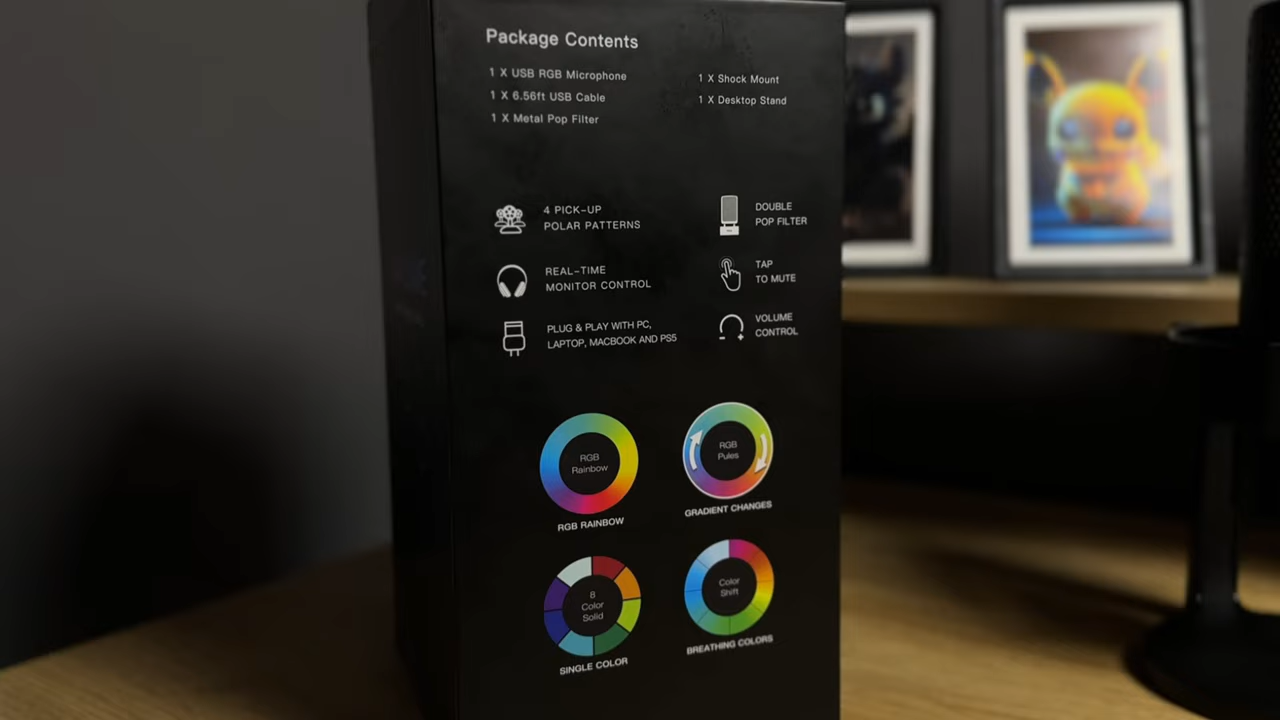 Package Contents
1 X USB RGB Microphone
1 X 6.56ft USB Cable
1 X Metal Pop Filter
1 X Shock Mount
1 X Desktop Stand
4 PICK-UP
POLAR PATTERNS
DOUBLE
POP FILTER
REAL-TIME
MONITOR CONTROL
TAP
TO MUTE
PLUG & PLAY WITH PC,
LAPTOP, MACBOOK AND PS5
VOLUME
CONTROL
RGB
Rainbow
RGB RAINBOW
RGB
Pules
GRADIENT CHANGES
8
Color
Solid
SINGLE COLOR
Color
Shift
BREATHING COLORS